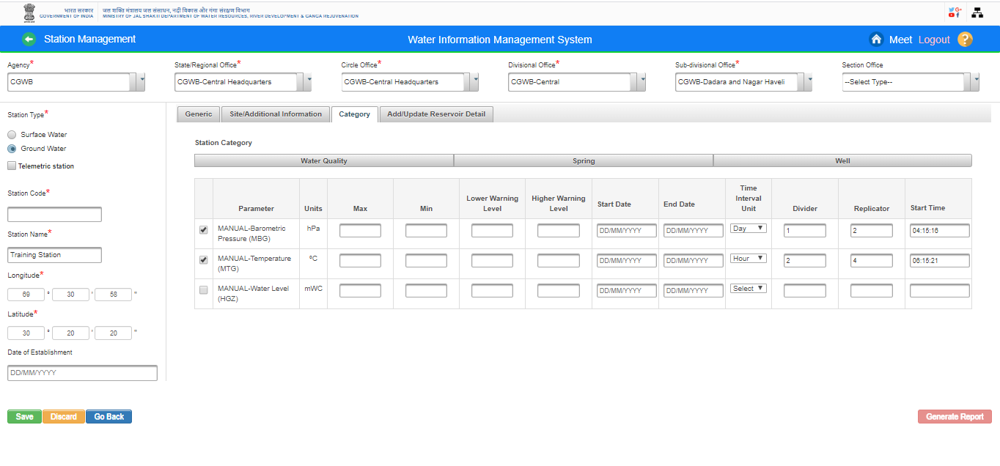 भारत सरकार
GOVERNMENT OF INDIA
जल शक्ति मंत्रालय जल संसाधन, नदी विकास और गंगा संरक्षण विभाग
MINISTRY OF JAL SHAKTI DEPARTMENT OF WATER RESOURCES, RIVER DEVELOPMENT & GANGA REJUVENATION
Station Management
Water Information Management System
Meet Logout ?
Agency* State/Regional Office* Circle Office* Divisional Office* Sub-divisional Office* Section Office
CGWB CGWB-Central Headquarters CGWB-Central Headquarters CGWB-Central CGWB-Dadara and Nagar Haveli --Select Type--
Station Type*
Surface Water
Ground Water
Telemetric station
Station Code*
Station Name*
Training Station
Longitude*
69 ° 30 ' 58 "
Latitude*
30 ° 20 ' 20 "
Date of Establishment
DD/MM/YYYY
Generic Site/Additional Information Category Add/Update Reservoir Detail
Station Category
Water Quality Spring Well
Parameter Units Max Min Lower Warning Level Higher Warning Level Start Date End Date Time Interval Unit Divider Replicator Start Time
MANUAL-Barometric Pressure (MBG) hPa DD/MM/YYYY DD/MM/YYYY Day 1 2 04:15:16
MANUAL-Temperature (MTG) ºC DD/MM/YYYY DD/MM/YYYY Hour 2 4 06:15:21
MANUAL-Water Level (HGZ) mWC DD/MM/YYYY DD/MM/YYYY Select
Save Discard Go Back Generate Report